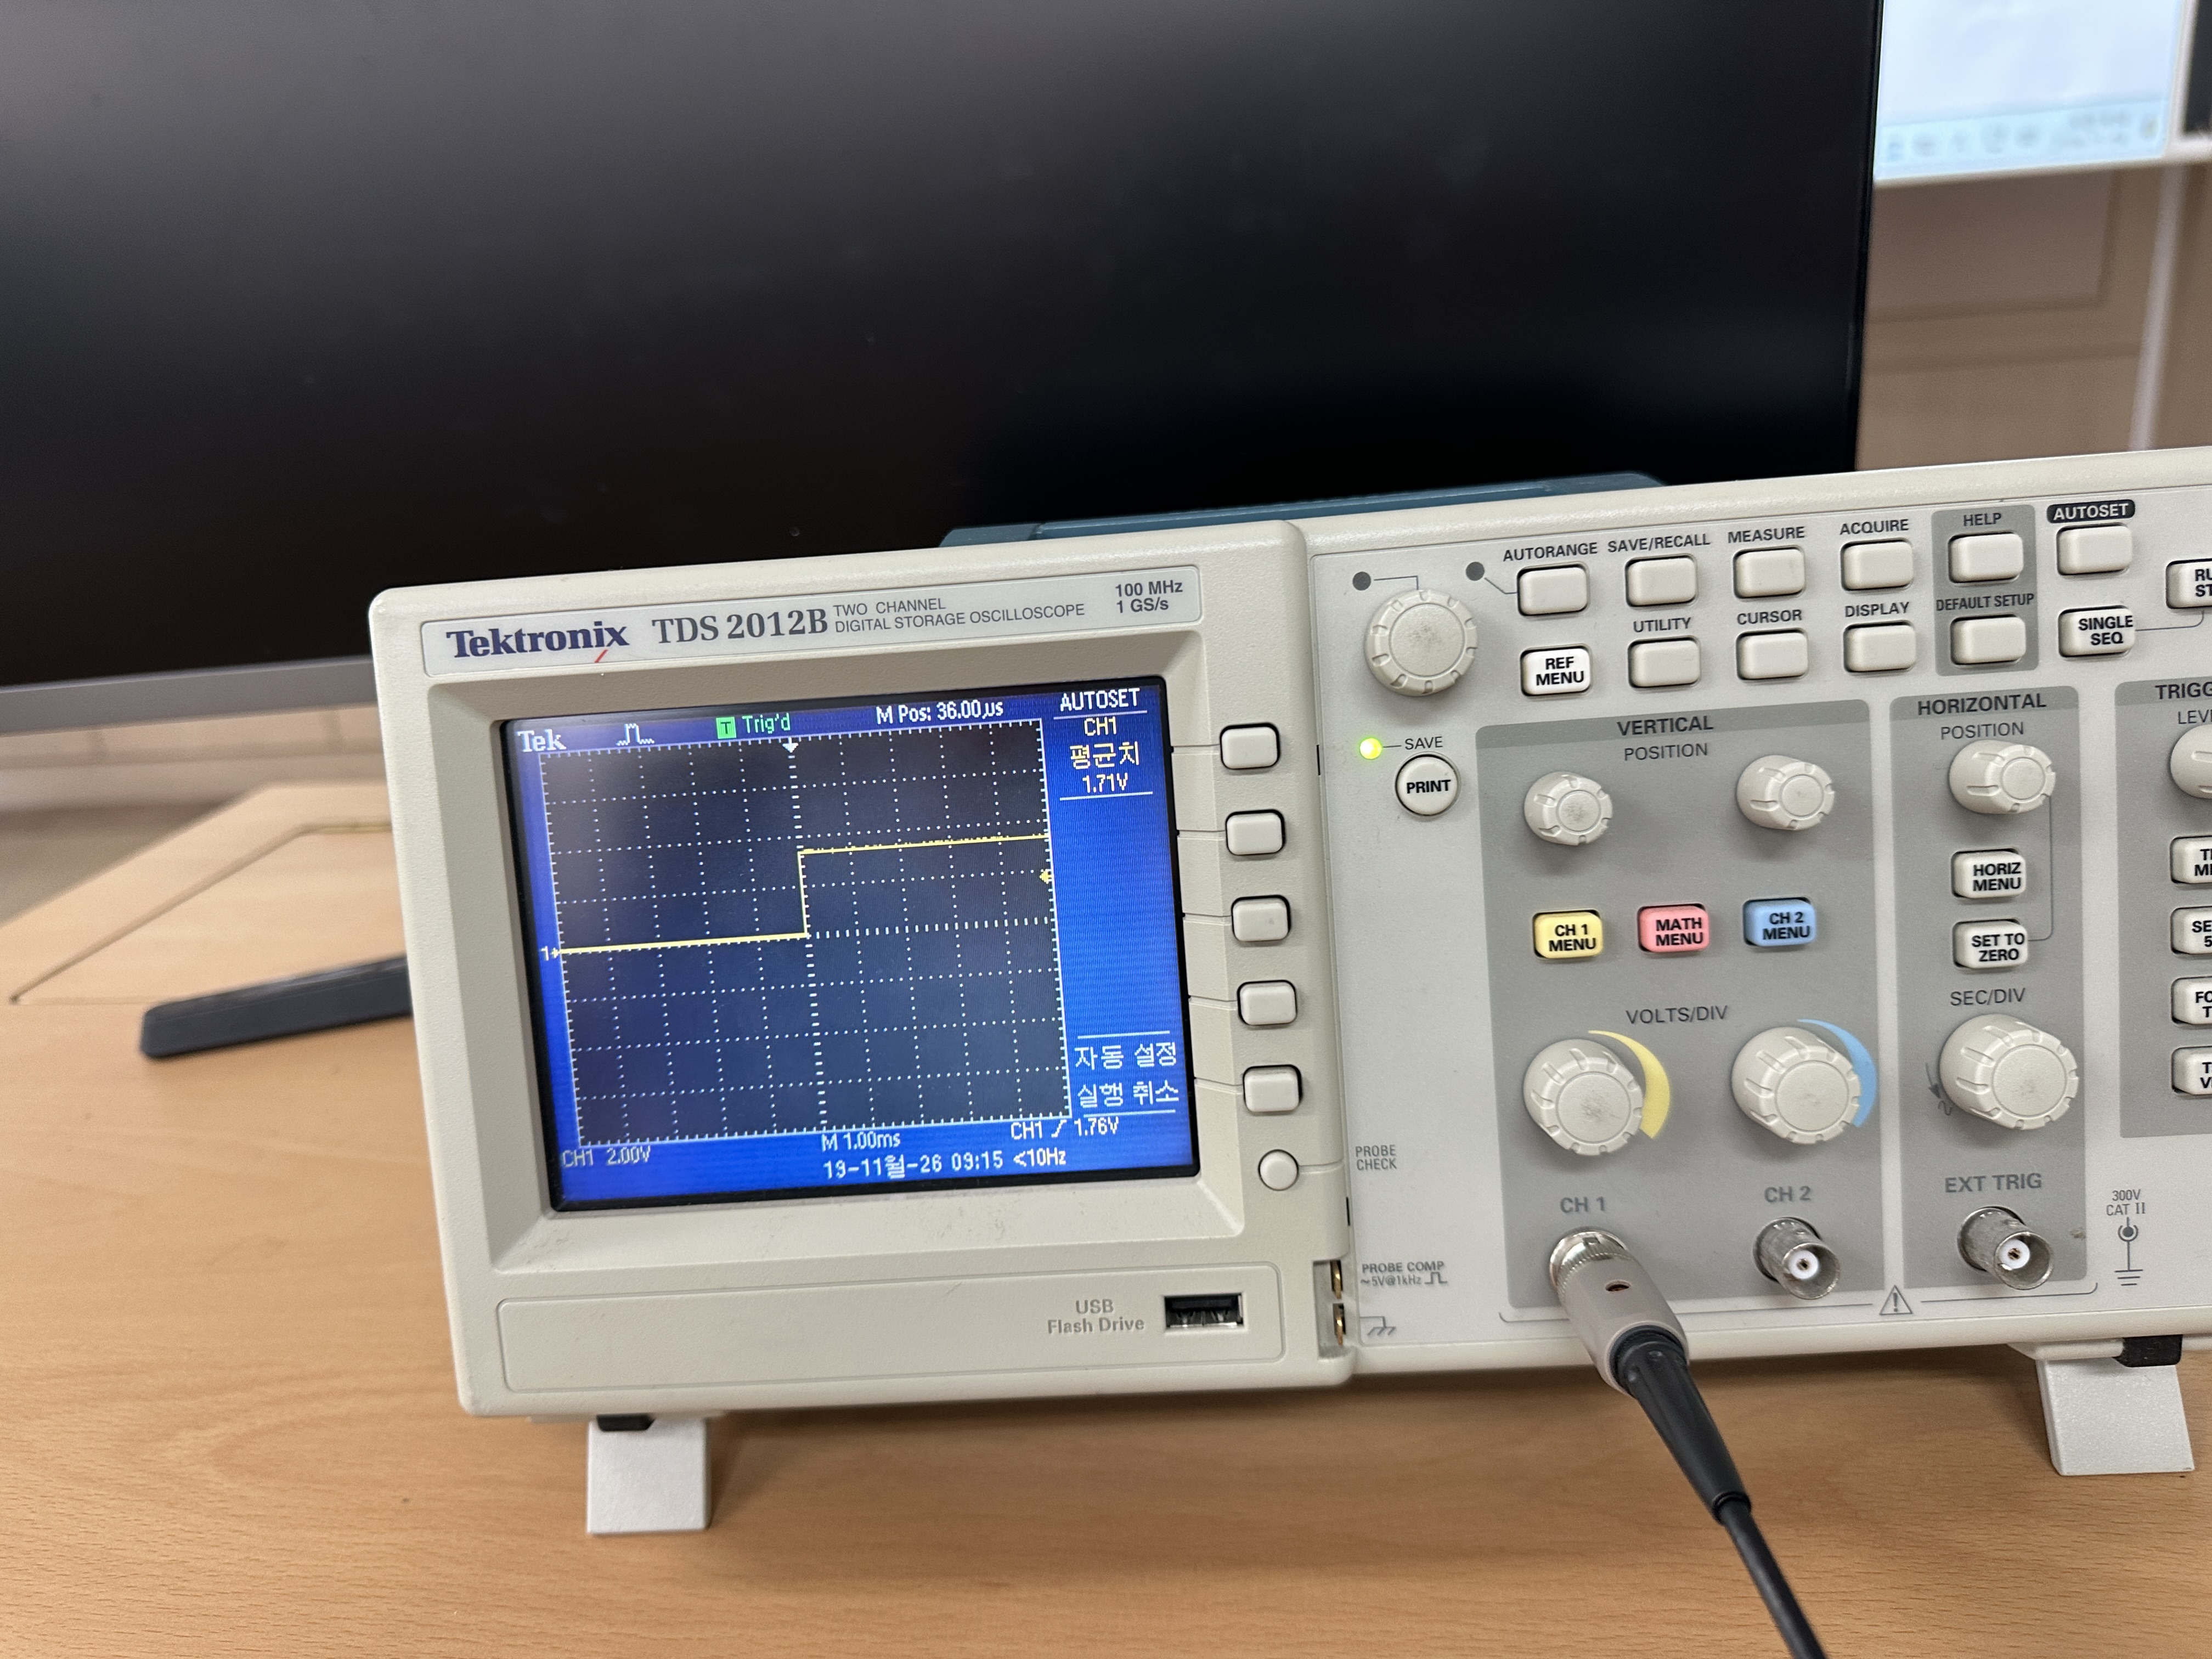 Tektronix TDS 2012B TWO CHANNEL DIGITAL STORAGE OSCILLOSCOPE
100 MHz
1 GS/s
Tek
T Trig'd
M Pos: 36.00µs
AUTOSET
CH1
평균치
1.71V
1
자동 설정
실행 취소
CH1 2.00V
M 1.00ms
CH1 1.76V
19-11월-26 09:15
<10Hz
USB
Flash Drive
AUTORANGE
SAVE/RECALL
MEASURE
ACQUIRE
HELP
AUTOSET
REF
MENU
UTILITY
CURSOR
DISPLAY
DEFAULT SETUP
SINGLE
SEQ
SAVE
PRINT
VERTICAL
POSITION
CH 1
MENU
MATH
MENU
CH 2
MENU
VOLTS/DIV
CH 1
CH 2
HORIZONTAL
POSITION
HORIZ
MENU
SET TO
ZERO
SEC/DIV
EXT TRIG
TRIGG
LEV
300V
CAT II
PROBE
CHECK
PROBE COMP
~5V@1kHz